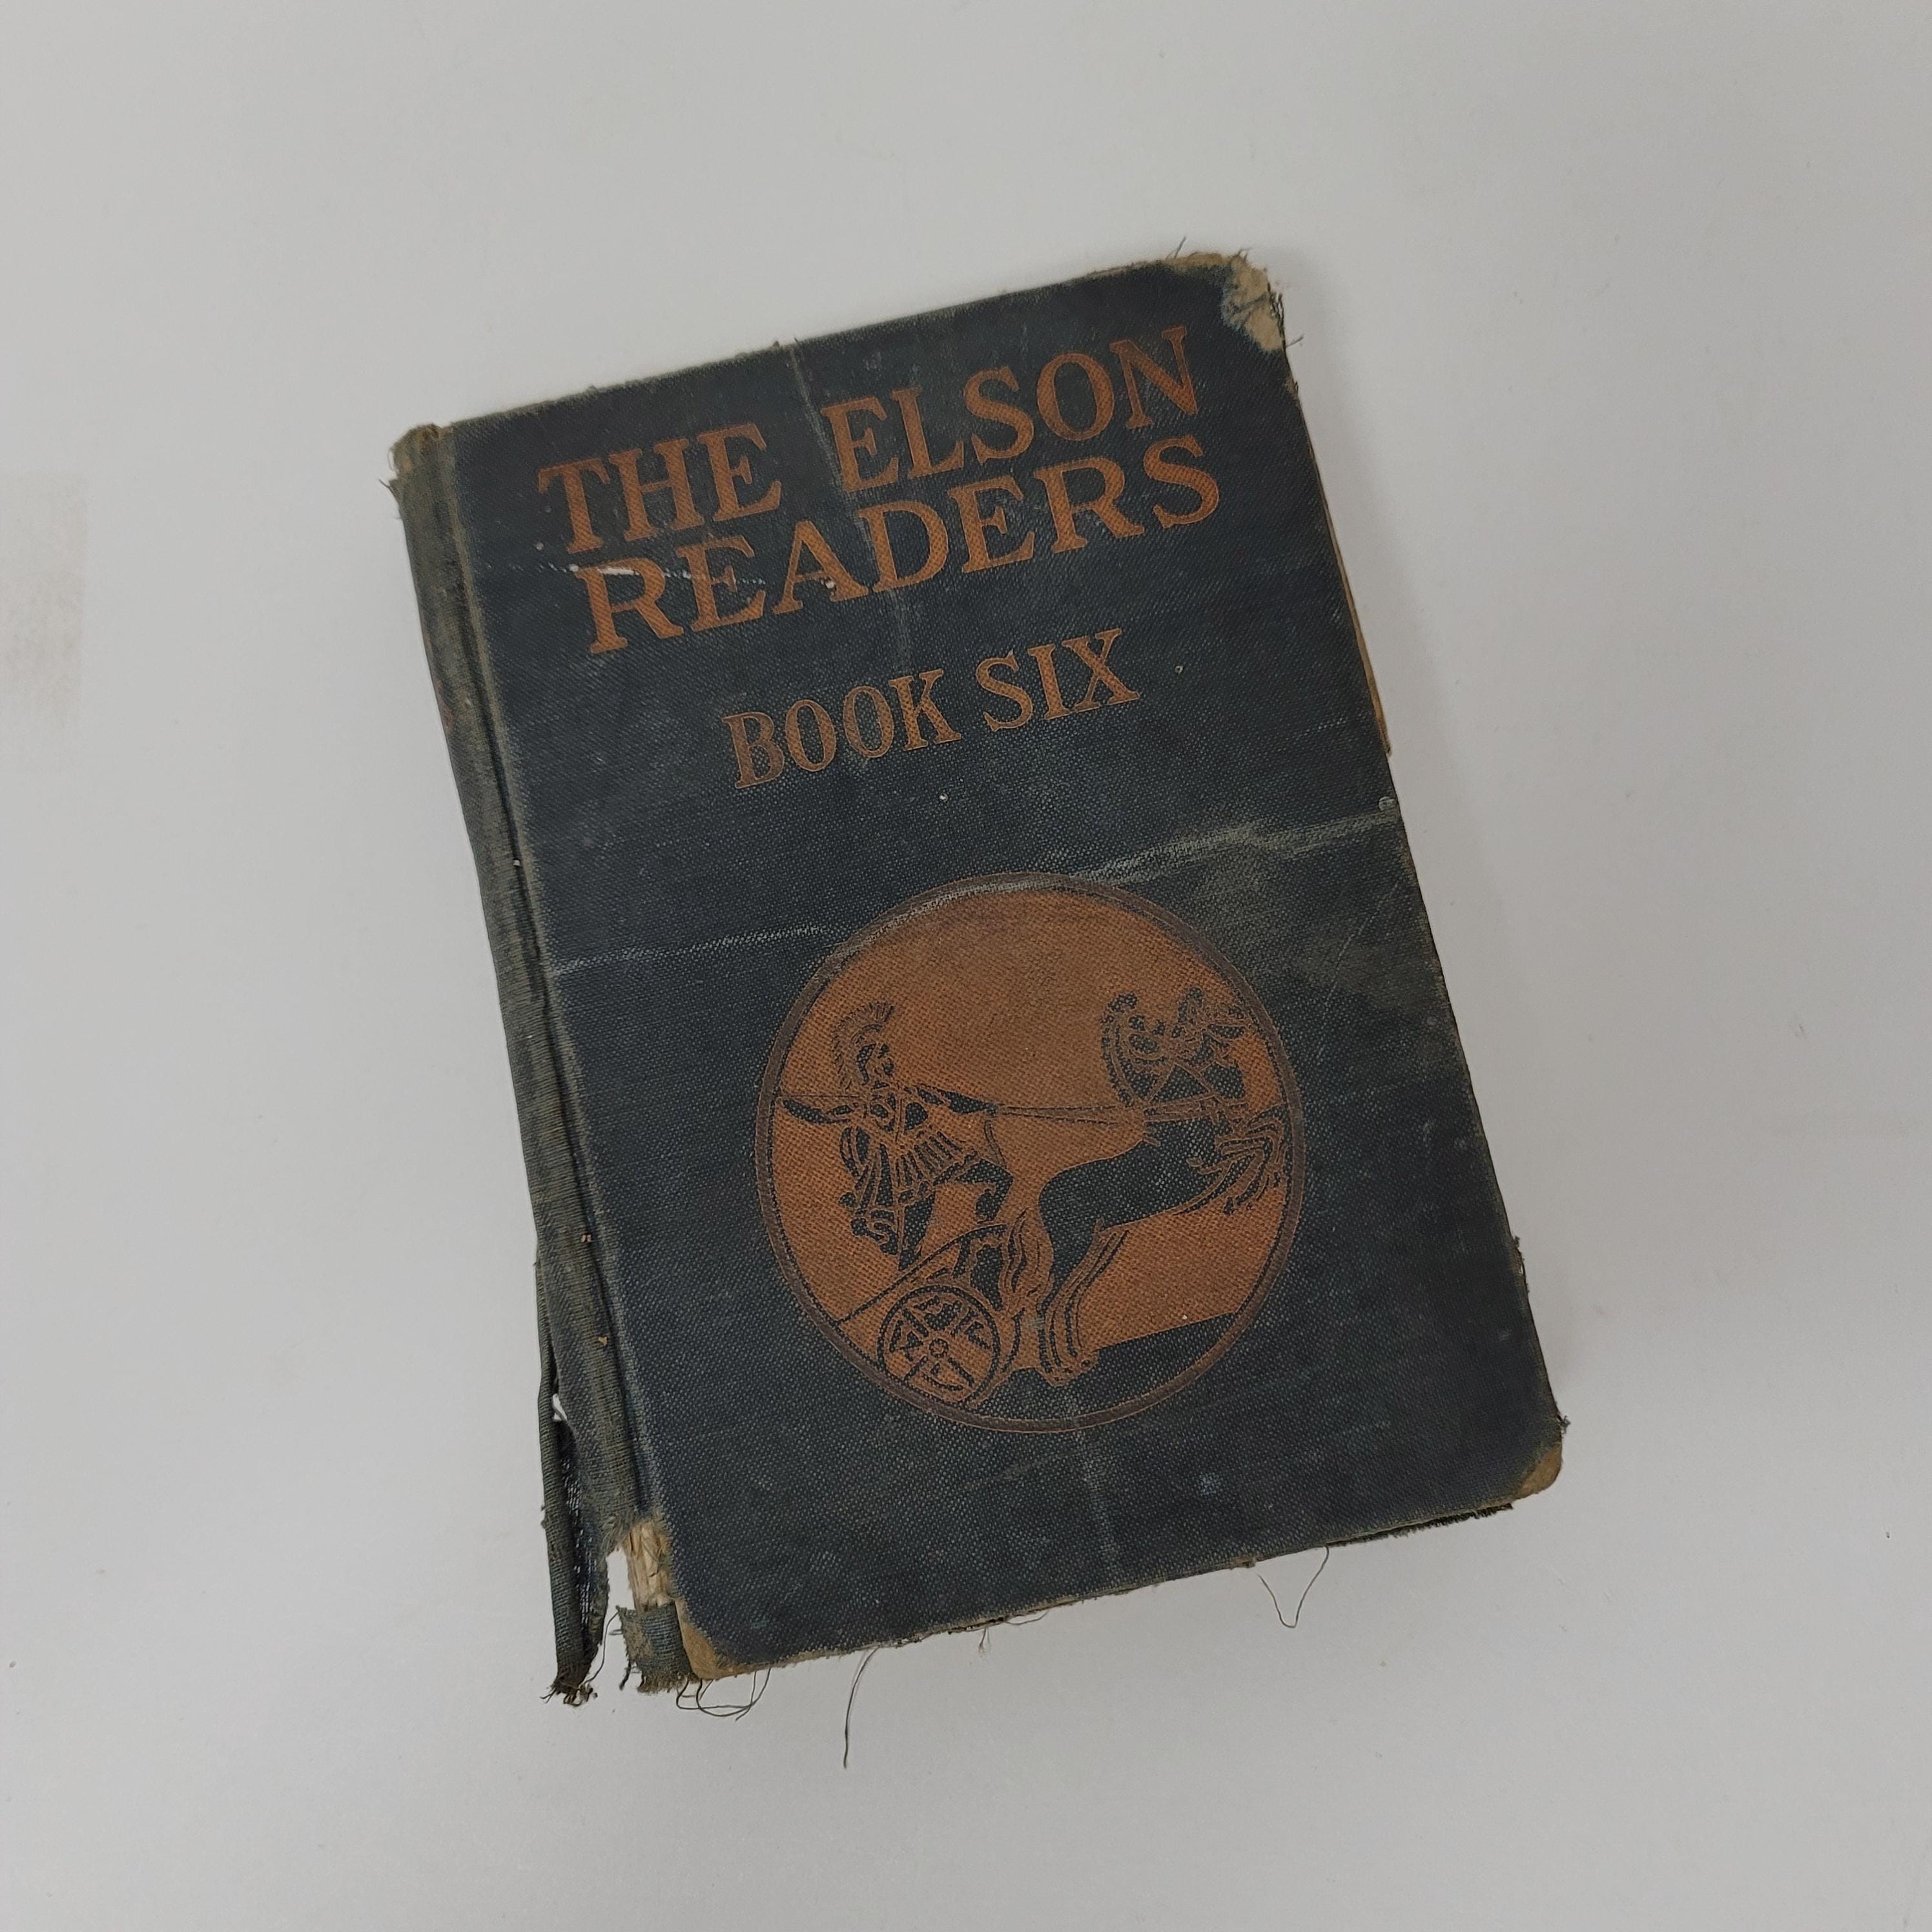 THE ELSON
READERS
BOOK SIX